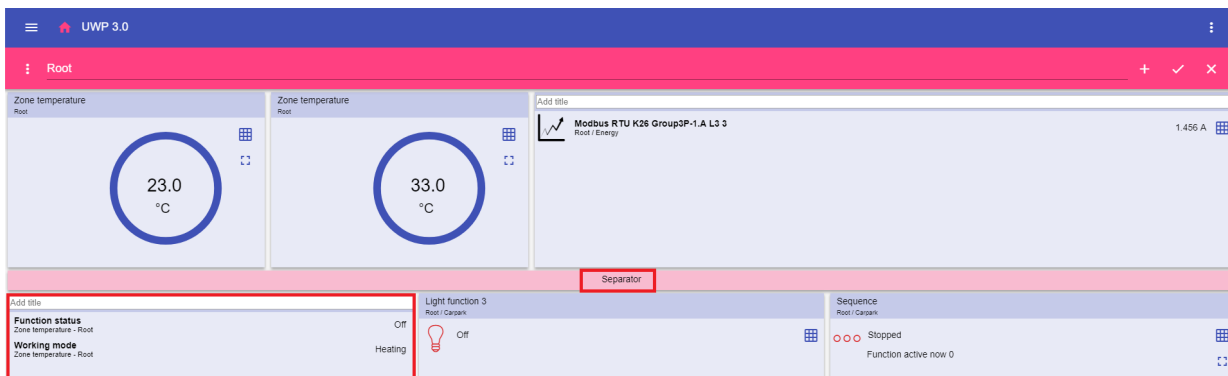 UWP 3.0
Root
Zone temperature
Root
23.0
°C
Zone temperature
Root
33.0
°C
Add title
Modbus RTU K26 Group3P-1.A L3 3
Root / Energy
1.456 A
Separator
Add title
Function status
Zone temperature - Root
Off
Working mode
Zone temperature - Root
Heating
Light function 3
Root / Carpark
Off
Sequence
Root / Carpark
Stopped
Function active now 0